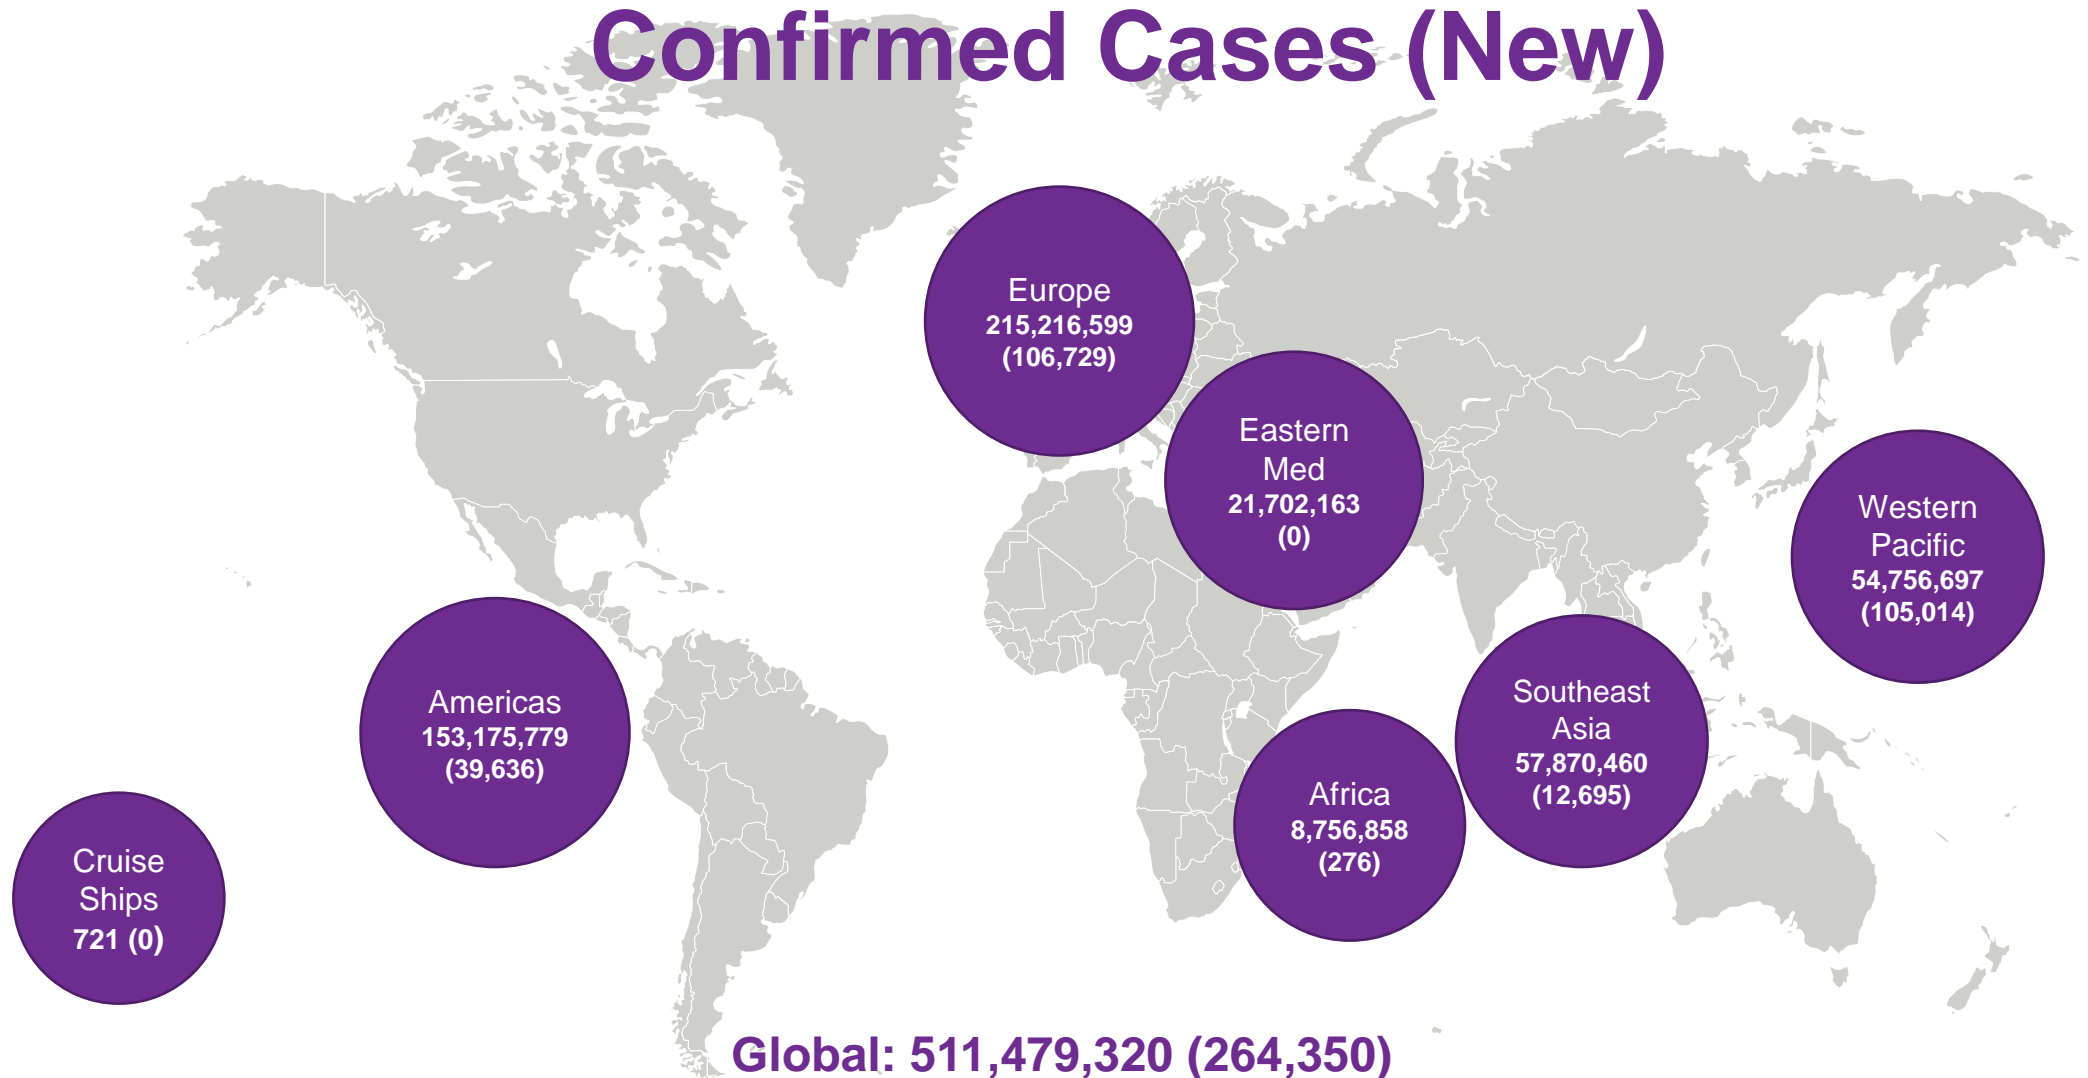 Confirmed Cases (New)
Europe
215,216,599
(106,729)
Eastern
Med
21,702,163
(0)
Western
Pacific
54,756,697
(105,014)
Americas
153,175,779
(39,636)
Southeast
Asia
57,870,460
(12,695)
Africa
8,756,858
(276)
Cruise
Ships
721 (0)
Global: 511,479,320 (264,350)